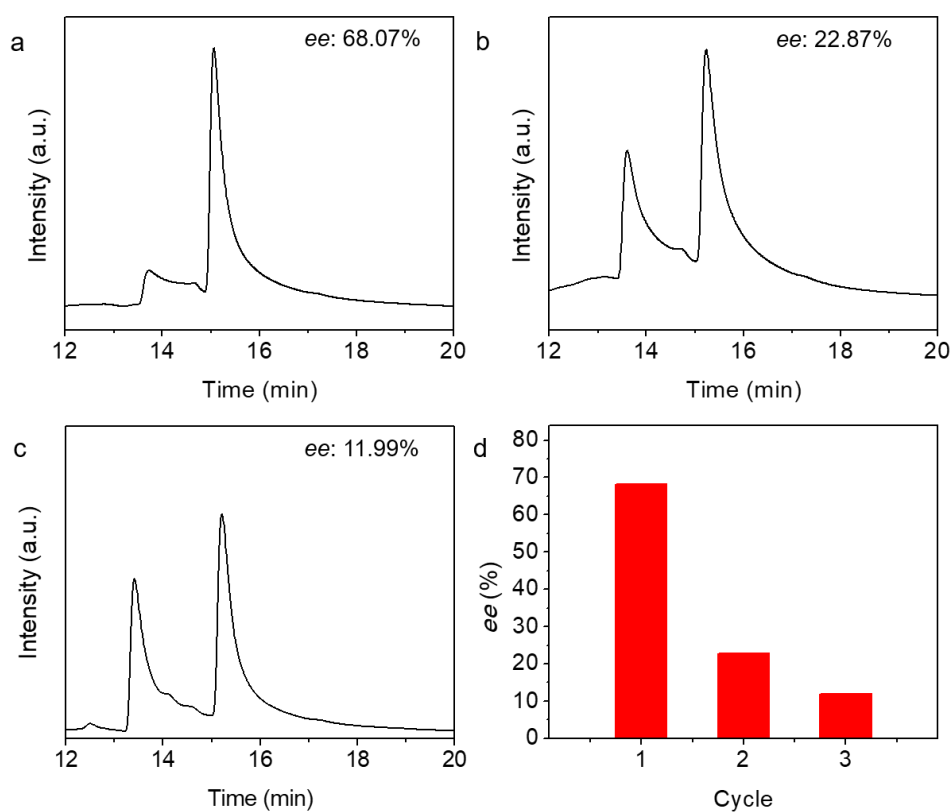 a
ee: 68.07%
Intensity (a.u.)
12 14 16 18 20
Time (min)
b
ee: 22.87%
Intensity (a.u.)
12 14 16 18 20
Time (min)
c
ee: 11.99%
Intensity (a.u.)
12 14 16 18 20
Time (min)
d
80
70
60
50
40
30
20
10
0
ee (%)
1 2 3
Cycle